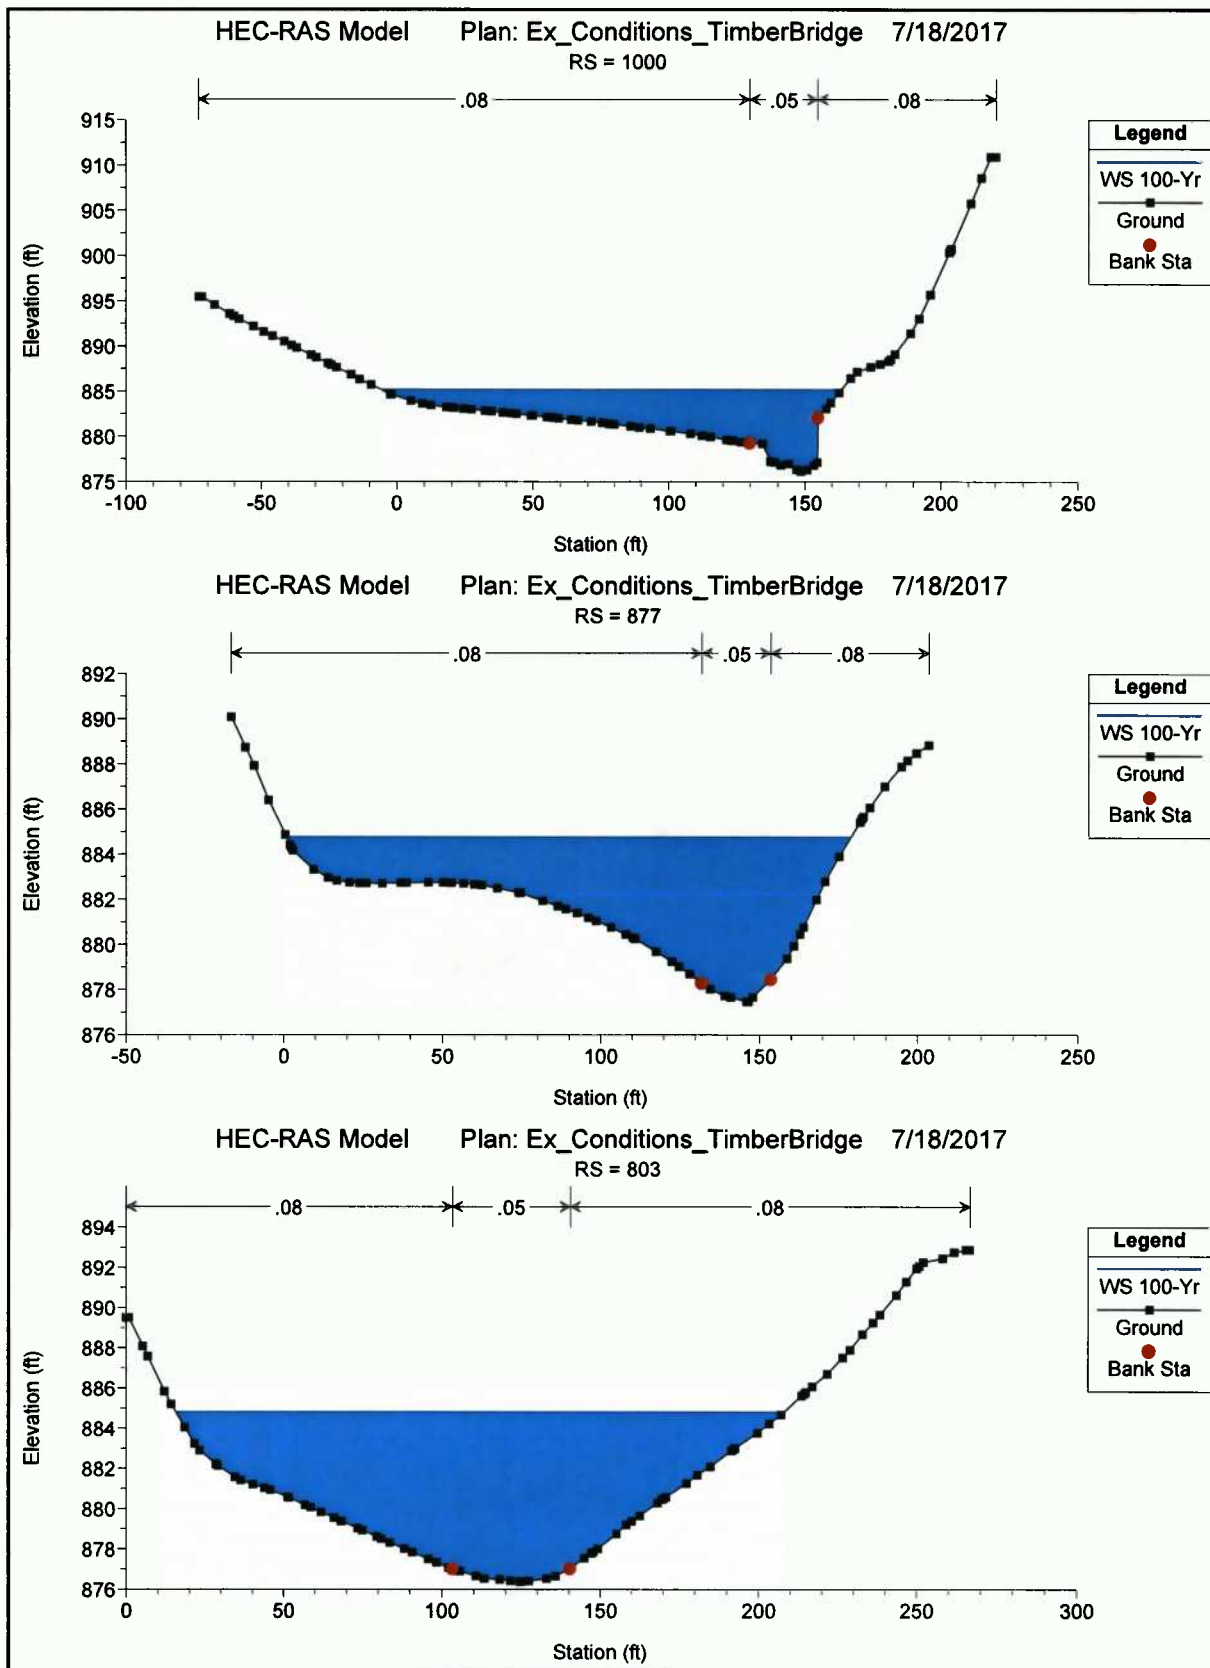 HEC-RAS Model Plan: Ex_Conditions_TimberBridge 7/18/2017
RS = 1000
.08 .05 .08
915
910
905
900
895
890
885
880
875
-100 -50 0 50 100 150 200 250
Elevation (ft)
Station (ft)
Legend
WS 100-Yr
Ground
Bank Sta
HEC-RAS Model Plan: Ex_Conditions_TimberBridge 7/18/2017
RS = 877
.08 .05 .08
892
890
888
886
884
882
880
878
876
-50 0 50 100 150 200 250
Elevation (ft)
Station (ft)
Legend
WS 100-Yr
Ground
Bank Sta
HEC-RAS Model Plan: Ex_Conditions_TimberBridge 7/18/2017
RS = 803
.08 .05 .08
894
892
890
888
886
884
882
880
878
876
0 50 100 150 200 250 300
Elevation (ft)
Station (ft)
Legend
WS 100-Yr
Ground
Bank Sta